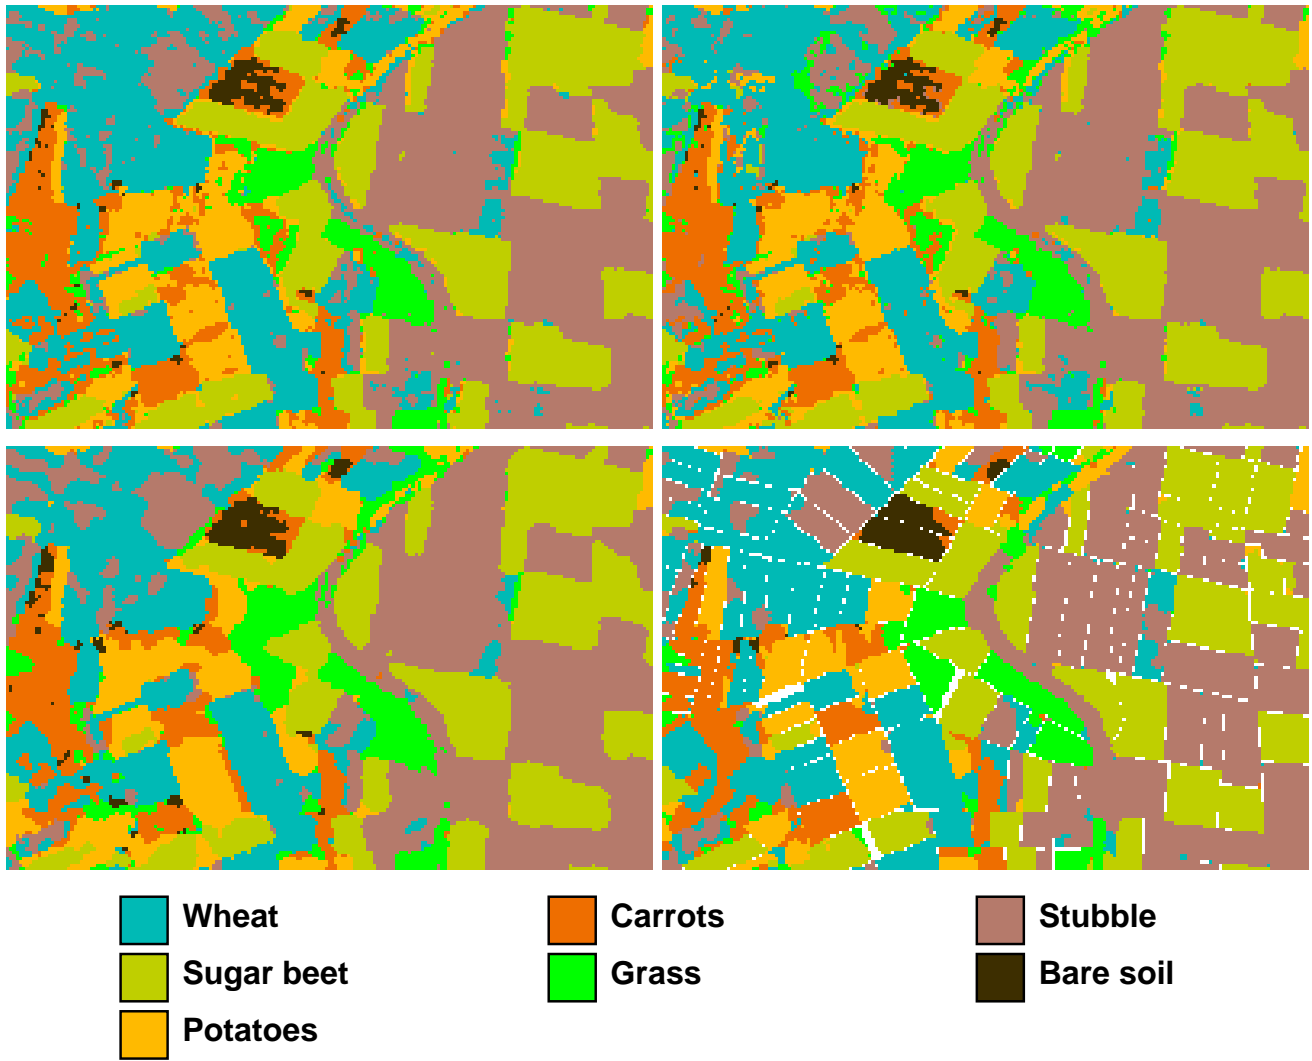 Wheat
Carrots
Stubble
Sugar beet
Grass
Bare soil
Potatoes